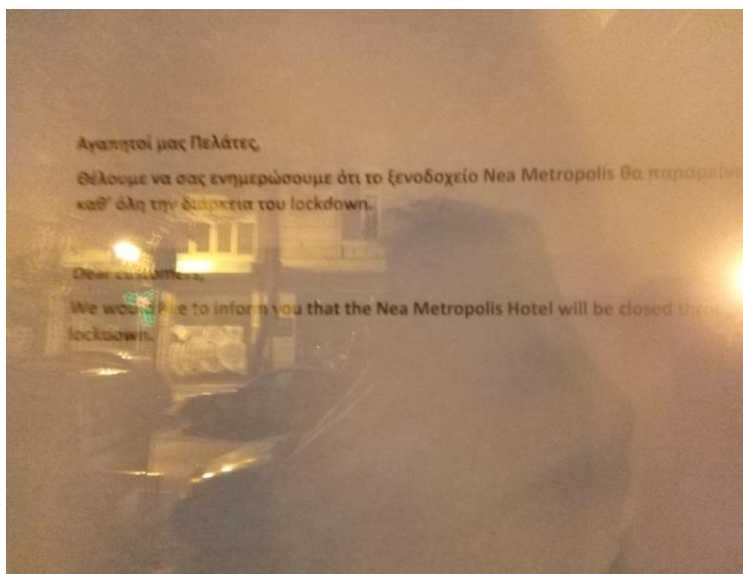 Αγαπητοί μας Πελάτες,
Θέλουμε να σας ενημερώσουμε ότι το ξενοδοχείο Nea Metropolis θα
καθ' όλη την διάρκεια του lockdown.
Dear customers,
We would like to inform you that the Nea Metropolis Hotel will be closed
lockdown.